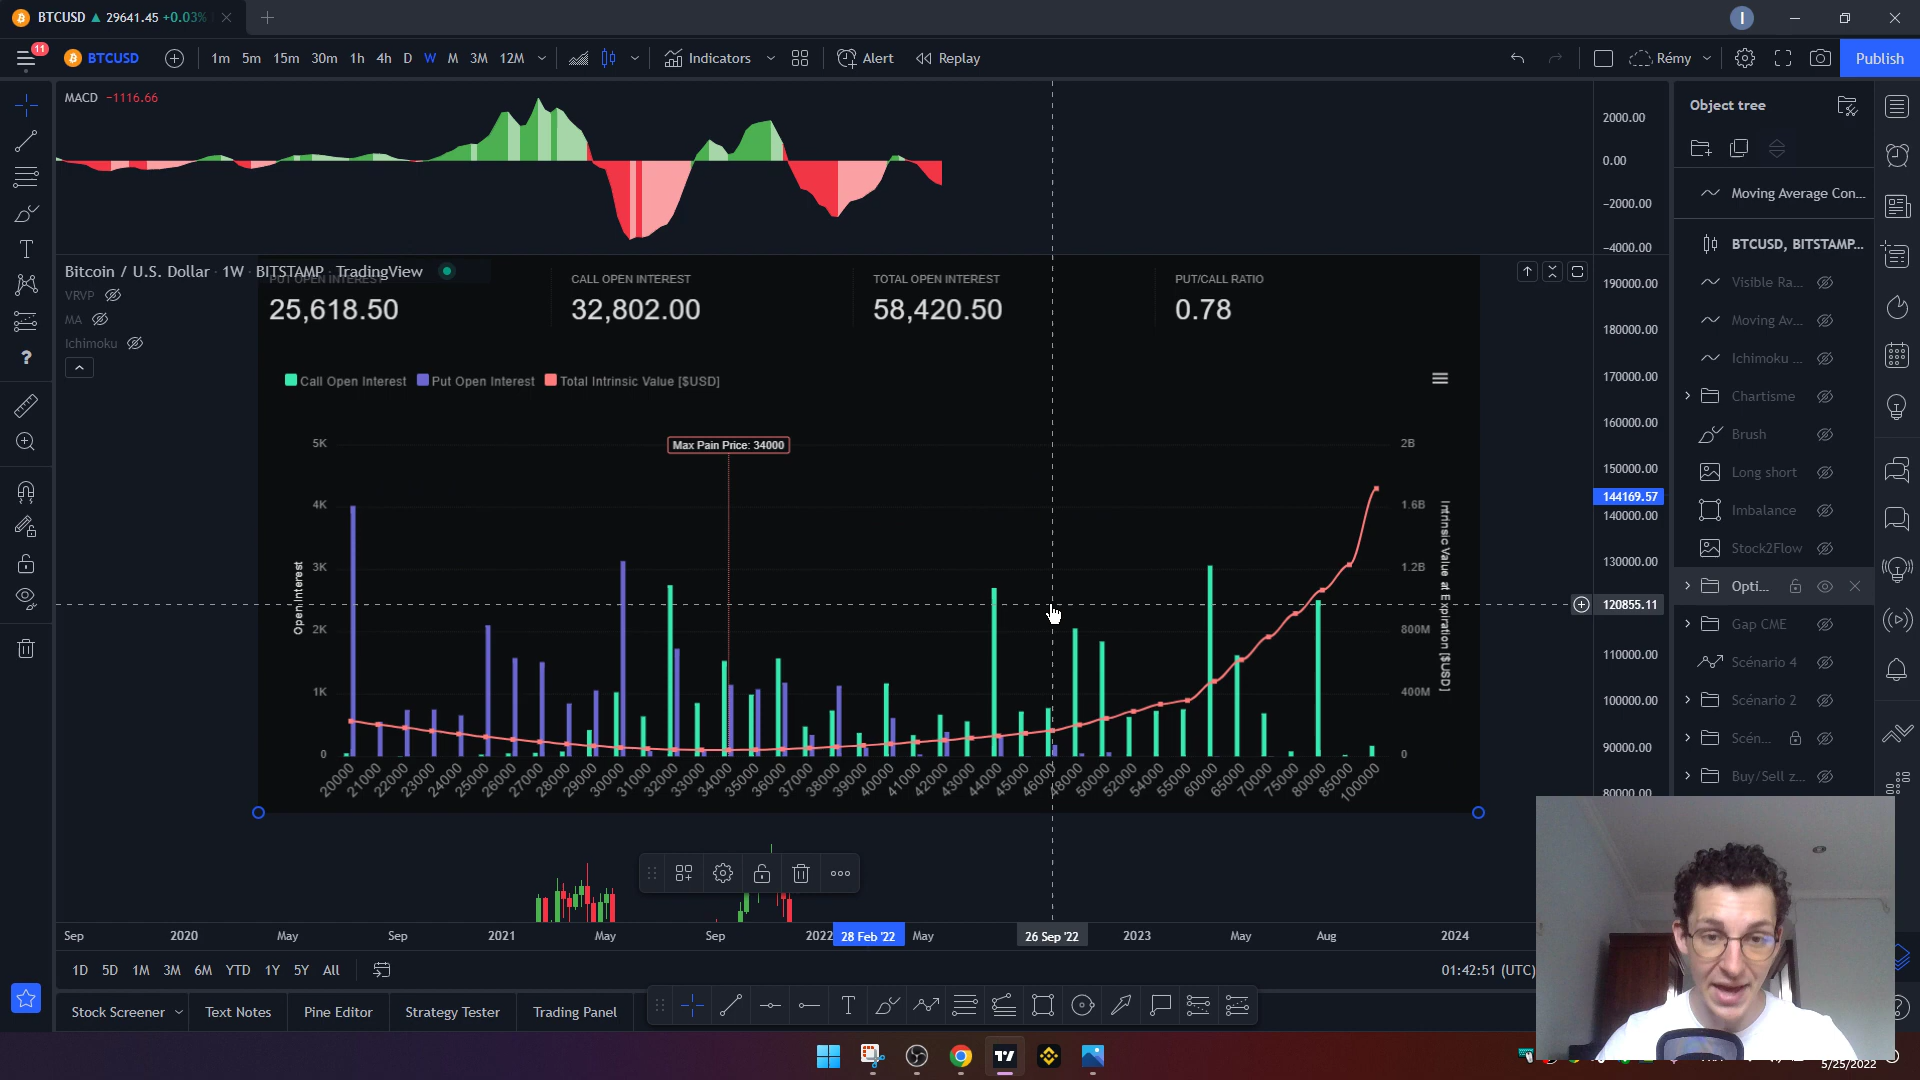 BTCUSD ▲ 29641.45 +0.03%
I
11
BTCUSD
1m 5m 15m 30m 1h 4h D W M 3M 12M
Indicators
Alert
Replay
Rémy
Publish
MACD −1116.66
2000.00
0.00
−2000.00
−4000.00
Bitcoin / U.S. Dollar · 1W · BITSTAMP · TradingView
VRVP
MA
Ichimoku
PUT OPEN INTEREST
25,618.50
CALL OPEN INTEREST
32,802.00
TOTAL OPEN INTEREST
58,420.50
PUT/CALL RATIO
0.78
Call Open Interest Put Open Interest Total Intrinsic Value [$USD]
Max Pain Price: 34000
5K
4K
3K
2K
1K
0
Open Interest
2B
1.6B
1.2B
800M
400M
0
Intrinsic Value at Expiration [$USD]
20000 21000 22000 23000 24000 25000 26000 27000 28000 29000 30000 31000 32000 33000 34000 35000 36000 37000 38000 39000 40000 41000 42000 43000 44000 45000 46000 48000 50000 52000 54000 55000 60000 65000 70000 75000 80000 85000 100000
190000.00
180000.00
170000.00
160000.00
150000.00
144169.57
140000.00
130000.00
120855.11
110000.00
100000.00
90000.00
80000.00
Object tree
Moving Average Con...
BTCUSD, BITSTAMP...
Visible Ra...
Moving Av...
Ichimoku ...
Chartisme
Brush
Long short
Imbalance
Stock2Flow
Opti...
Gap CME
Scénario 4
Scénario 2
Scén...
Buy/Sell z...
Sep 2020 May Sep 2021 May Sep 2022 28 Feb '22 May 26 Sep '22 2023 May Aug 2024
1D 5D 1M 3M 6M YTD 1Y 5Y All
01:42:51 (UTC)
Stock Screener
Text Notes
Pine Editor
Strategy Tester
Trading Panel
5/25/2022